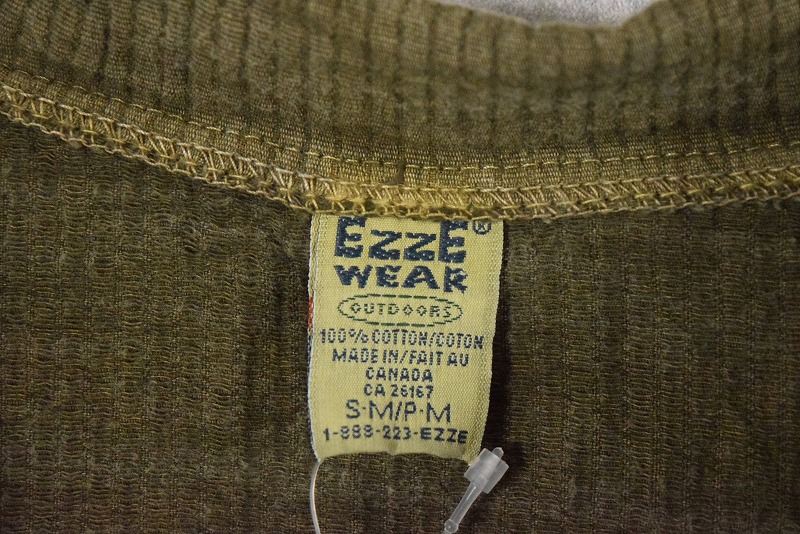 EZZE®
WEAR
OUTDOORS
100% COTTON/COTON
MADE IN/FAIT AU
CANADA
CA 26167
S·M/P·M
1-888-223-EZZE